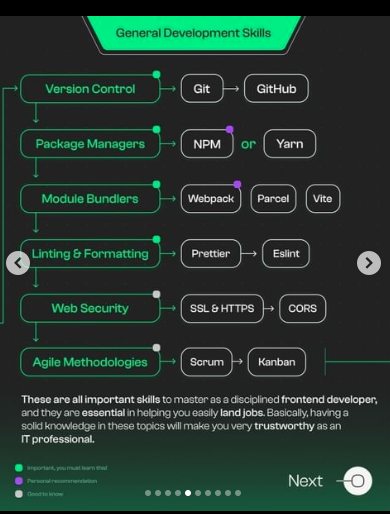 General Development Skills
Version Control
Git
GitHub
Package Managers
NPM
or
Yarn
Module Bundlers
Webpack
Parcel
Vite
Linting & Formatting
Prettier
Eslint
Web Security
SSL & HTTPS
CORS
Agile Methodologies
Scrum
Kanban
These are all important skills to master as a disciplined frontend developer,
and they are essential in helping you easily land jobs. Basically, having a
solid knowledge in these topics will make you very trustworthy as an
IT professional.
Important, you must learn this!
Personal recommendation
Good to know
Next